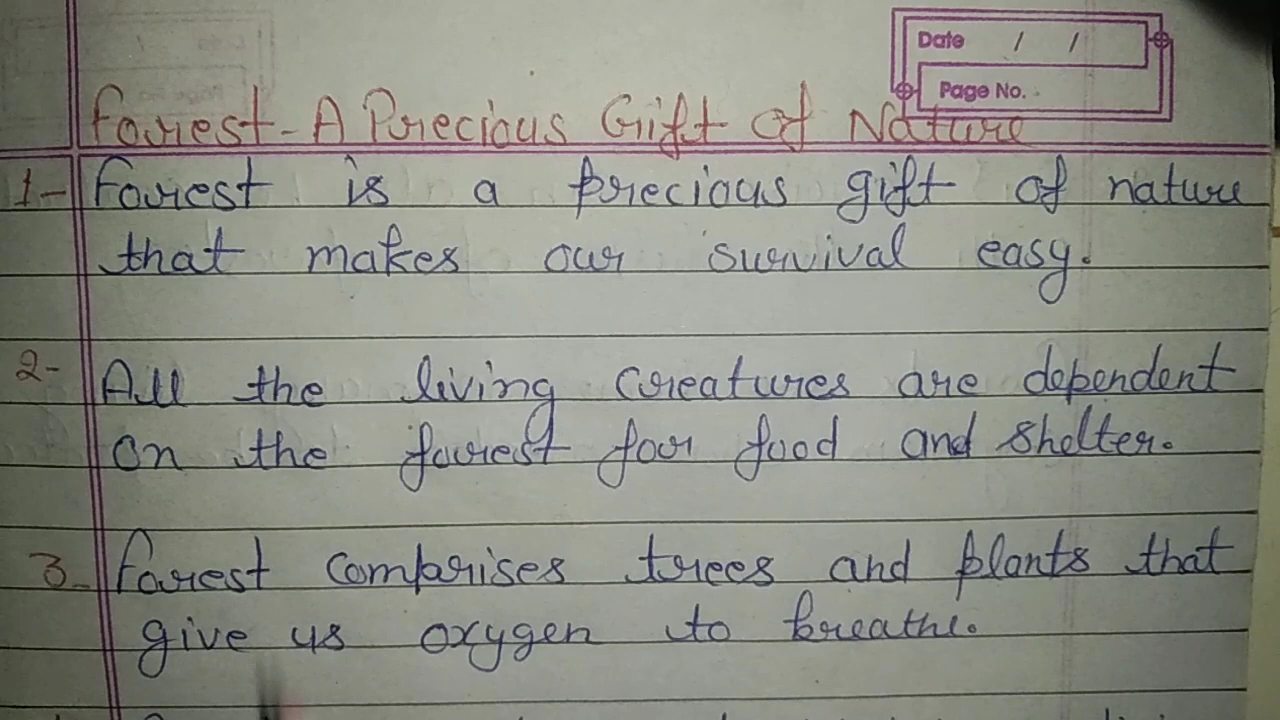 Date / /
Page No.
Forest - A Precious Gift of Nature
1- Forest is a precious gift of nature
that makes our survival easy.
2- All the living creatures are dependent
on the forest for food and shelter.
3- Forest comprises trees and plants that
give us oxygen to breathe.